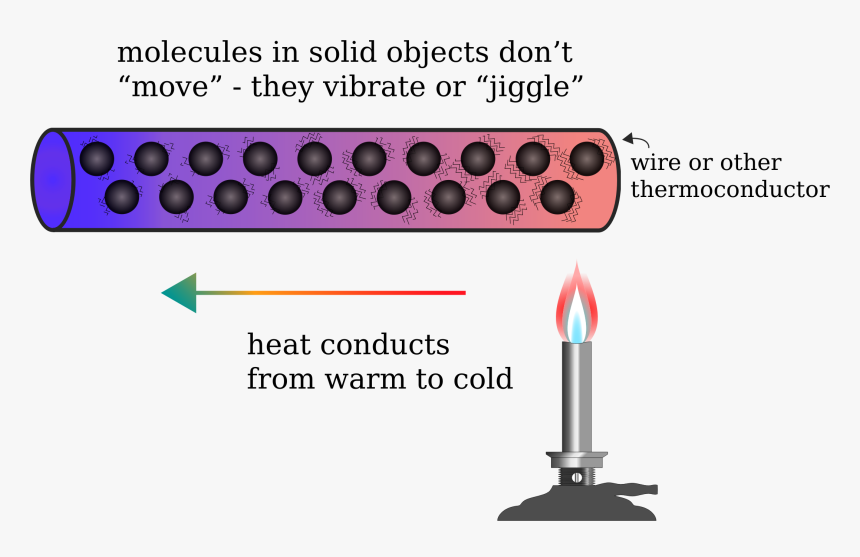 molecules in solid objects don’t
“move” - they vibrate or “jiggle”
wire or other
thermoconductor
heat conducts
from warm to cold